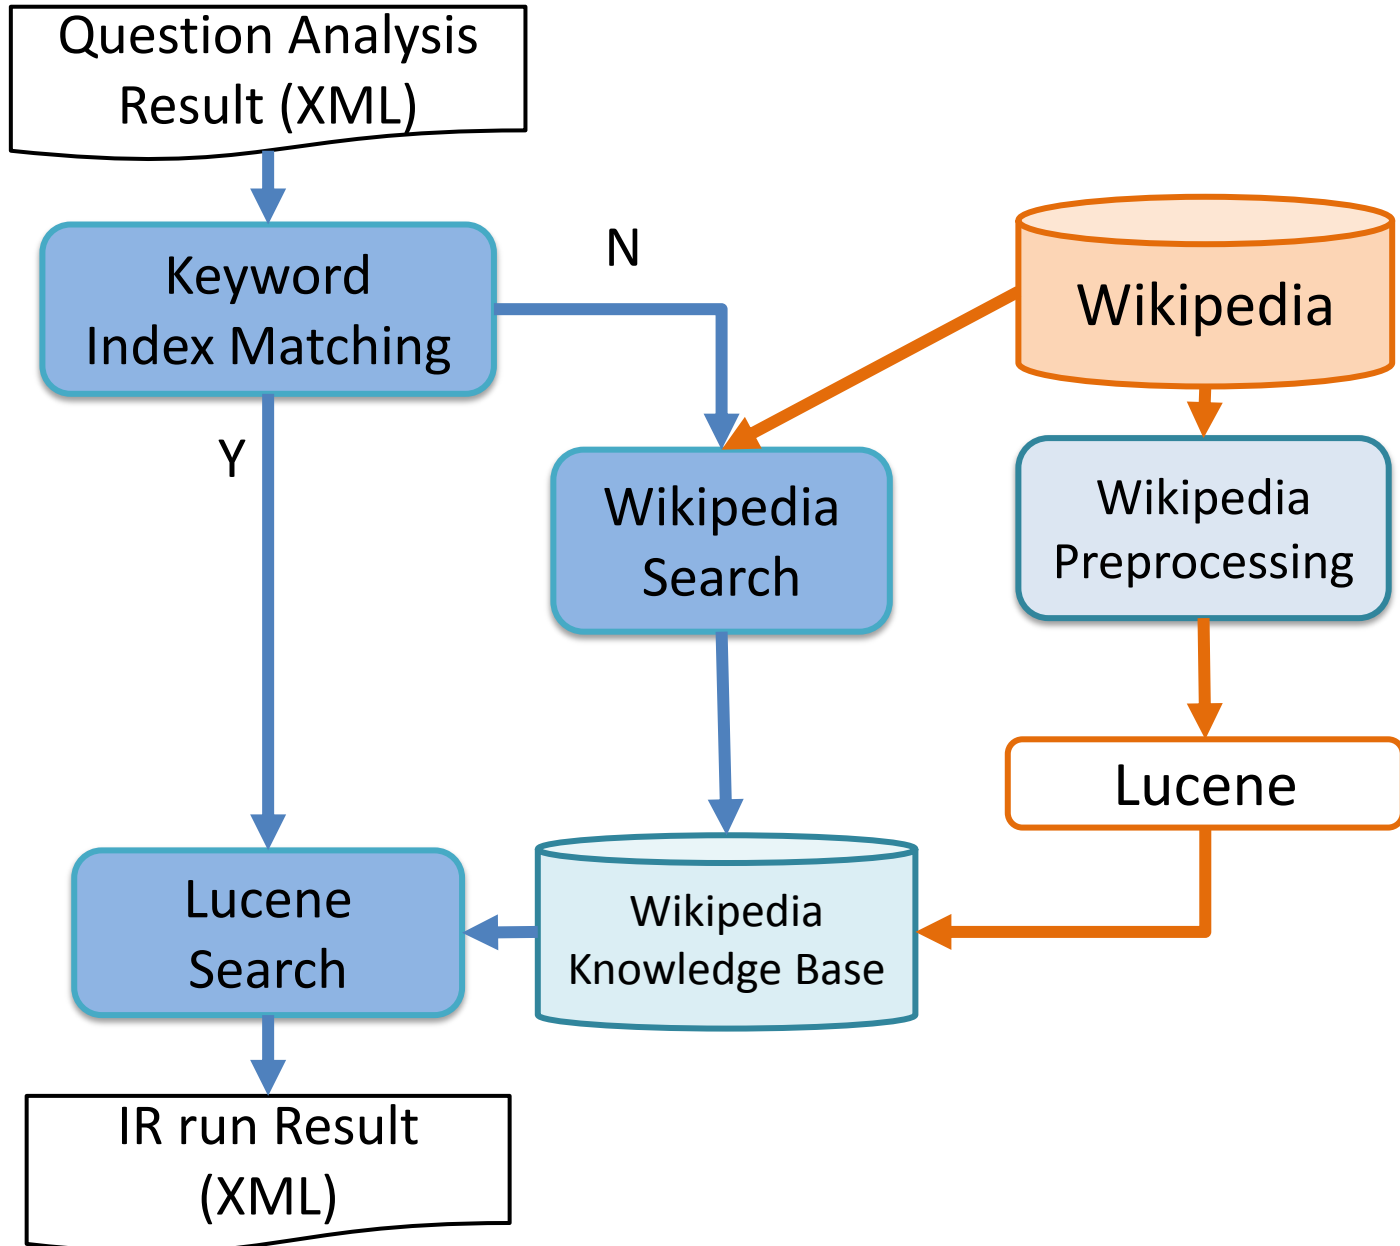 Question Analysis
Result (XML)
Keyword
Index Matching
N
Y
Wikipedia
Wikipedia
Search
Wikipedia
Preprocessing
Lucene
Lucene
Search
Wikipedia
Knowledge Base
IR run Result
(XML)